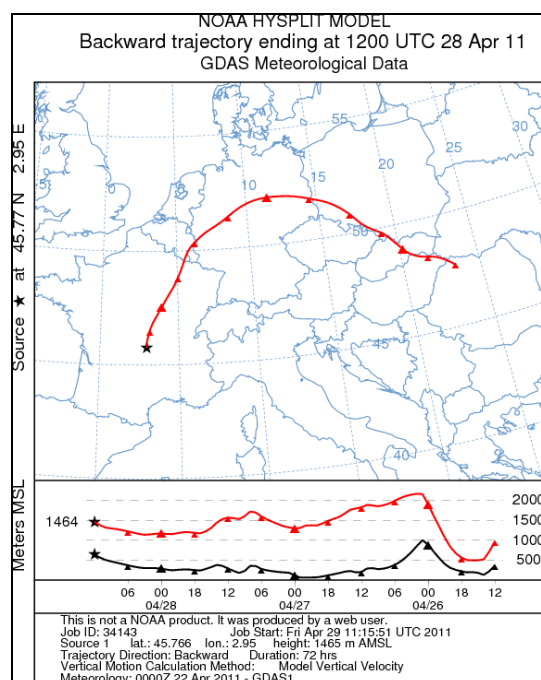 NOAA HYSPLIT MODEL
Backward trajectory ending at 1200 UTC 28 Apr 11
GDAS Meteorological Data
Source ★ at 45.77 N 2.95 E
55
30
25
20
5
10
15
50
45
40
Meters MSL
1464
2000
1500
1000
5000
06 00 18 12 06 00 18 12 06 00 18 12
04/28 04/27 04/26
This is not a NOAA product. It was produced by a web user.
Job ID: 34143 Job Start: Fri Apr 29 11:15:51 UTC 2011
Source 1 lat.: 45.766 lon.: 2.95 height: 1465 m AMSL
Trajectory Direction: Backward Duration: 72 hrs
Vertical Motion Calculation Method: Model Vertical Velocity
Meteorology: 0000Z 22 Apr 2011 - GDAS1